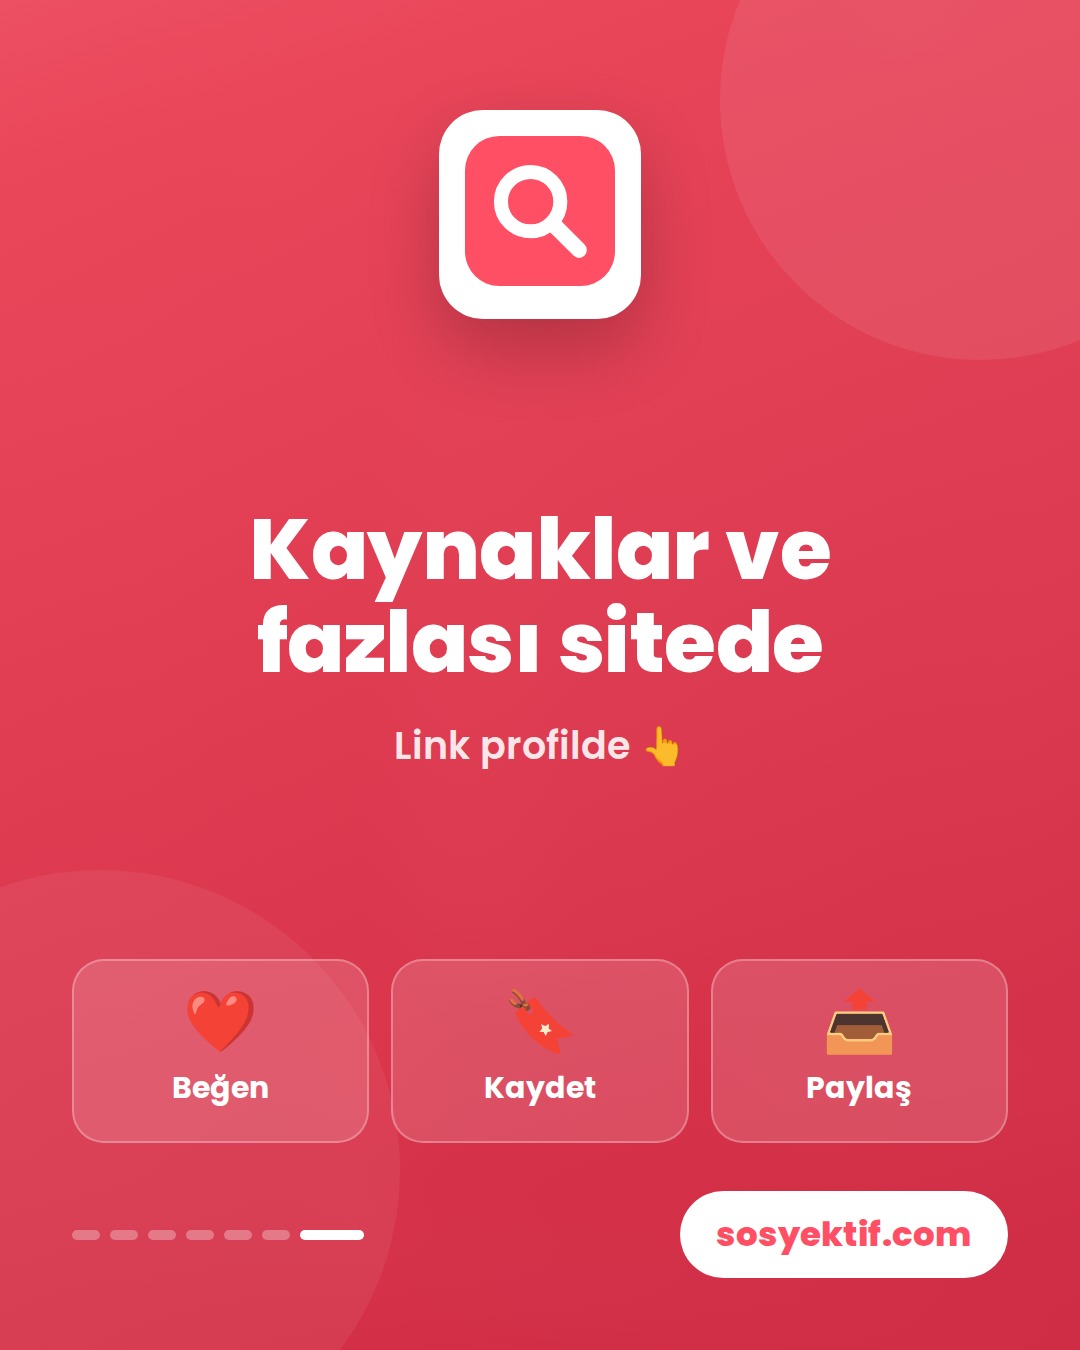 Kaynaklar ve
fazlası sitede
Link profilde 👆
Beğen
Kaydet
Paylaş
sosyektif.com